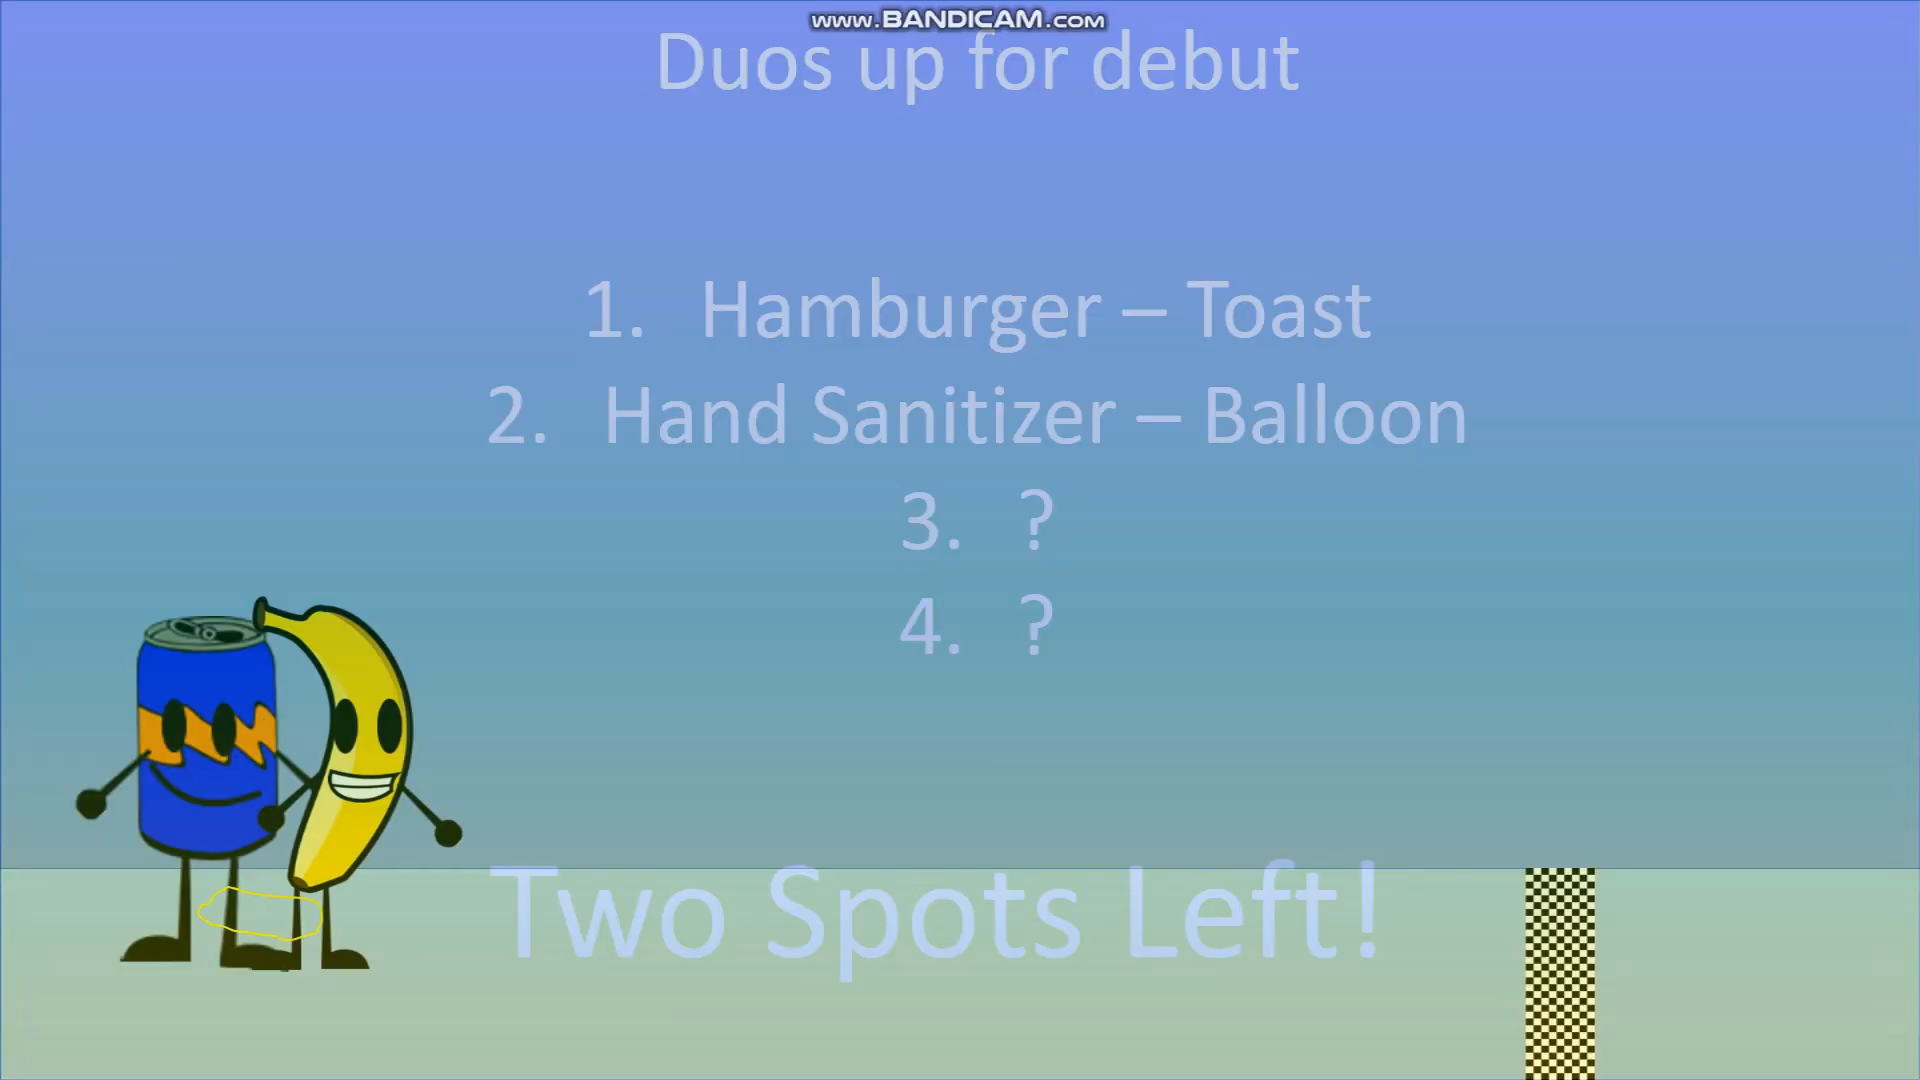 www.BANDICAM.com
Duos up for debut
1. Hamburger – Toast
2. Hand Sanitizer – Balloon
3. ?
4. ?
Two Spots Left!